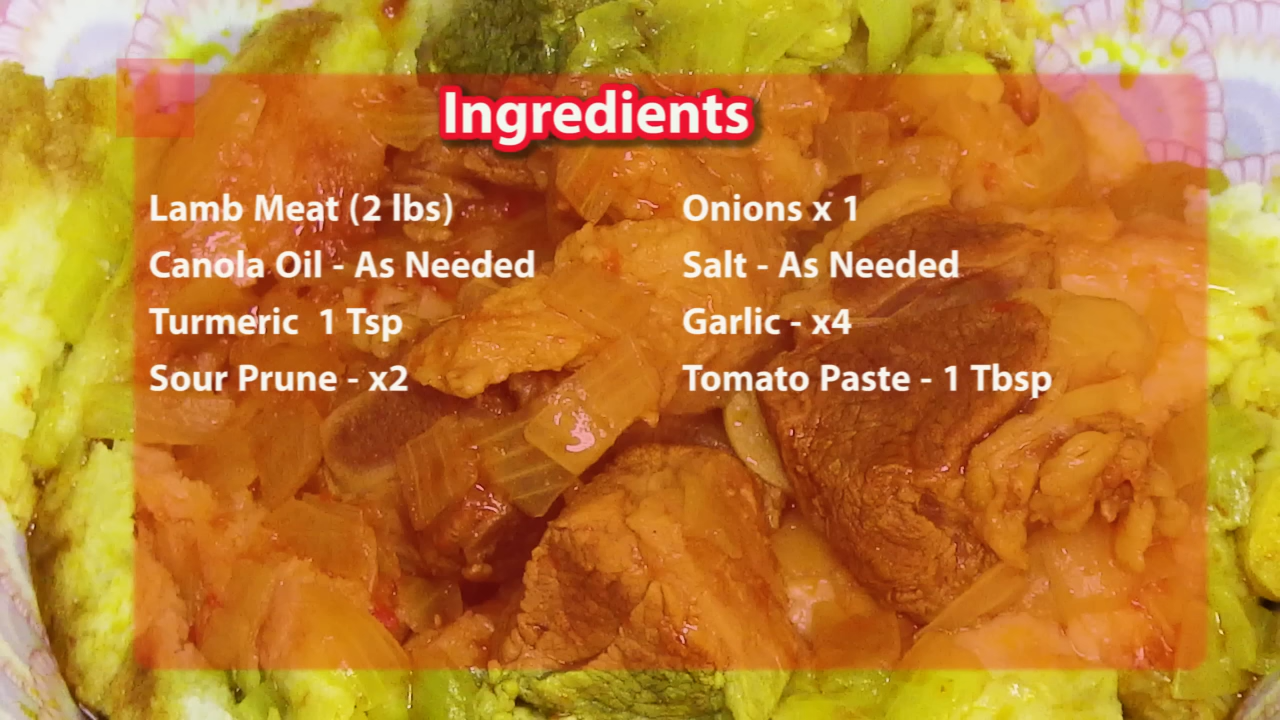 Ingredients
Lamb Meat (2 lbs)
Canola Oil - As Needed
Turmeric  1 Tsp
Sour Prune - x2
Onions x 1
Salt - As Needed
Garlic - x4
Tomato Paste - 1 Tbsp